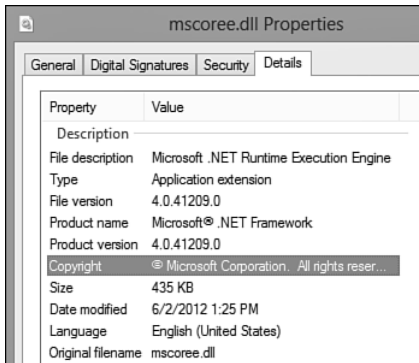 mscoree.dll Properties
General Digital Signatures Security Details
Property Value
Description
File description Microsoft .NET Runtime Execution Engine
Type Application extension
File version 4.0.41209.0
Product name Microsoft® .NET Framework
Product version 4.0.41209.0
Copyright © Microsoft Corporation. All rights reser...
Size 435 KB
Date modified 6/2/2012 1:25 PM
Language English (United States)
Original filename mscoree.dll